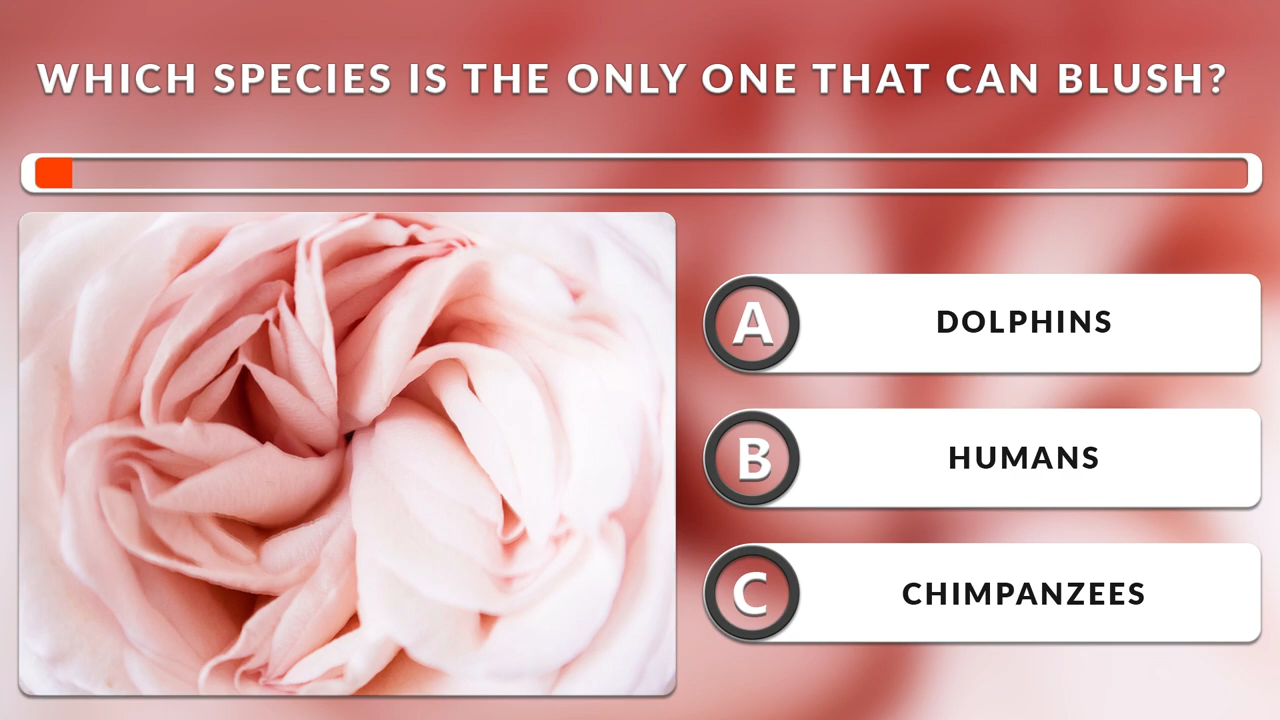 WHICH SPECIES IS THE ONLY ONE THAT CAN BLUSH?
A DOLPHINS
B HUMANS
C CHIMPANZEES